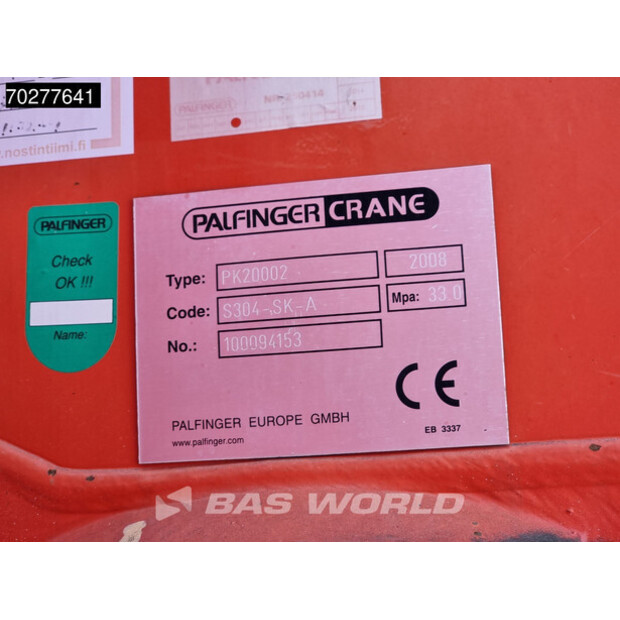 70277641
PALFINGER
w.nostintiimi.fi
PALFINGER
Check
OK !!!
Name:
PALFINGER CRANE
Type: PK20002 2008
Code: S304-SK-A Mpa: 33.0
No.: 100094153
CE
PALFINGER EUROPE GMBH
www.palfinger.com
EB 3337
BAS WORLD